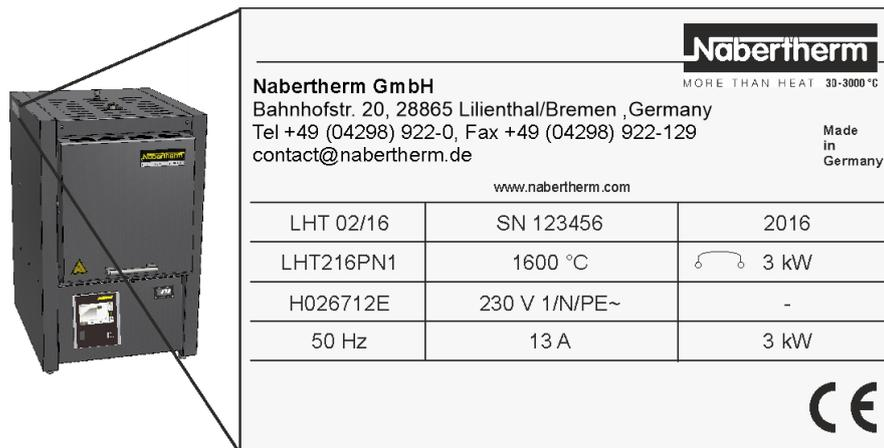 Nabertherm
MORE THAN HEAT 30-3000 °C
Nabertherm GmbH
Bahnhofstr. 20, 28865 Lilienthal/Bremen ,Germany
Tel +49 (04298) 922-0, Fax +49 (04298) 922-129
contact@nabertherm.de
Made
in
Germany
www.nabertherm.com
LHT 02/16 SN 123456 2016
LHT216PN1 1600 °C 3 kW
H026712E 230 V 1/N/PE~ -
50 Hz 13 A 3 kW
CE
Nabertherm